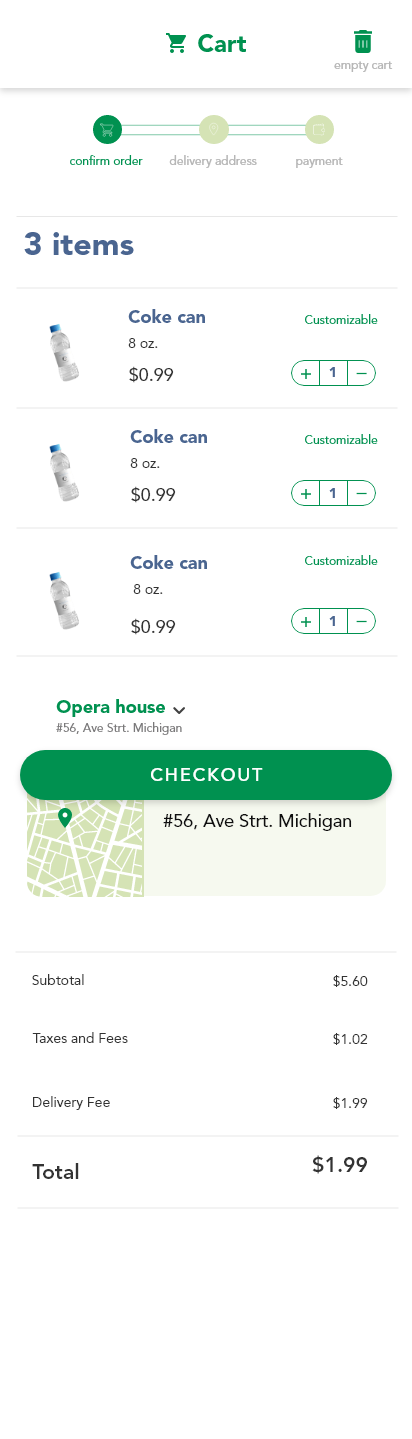 Cart
empty cart
confirm order
delivery address
payment
3 items
Coke can
Customizable
8 oz.
$0.99
+ 1 −
Coke can
Customizable
8 oz.
$0.99
+ 1 −
Coke can
Customizable
8 oz.
$0.99
+ 1 −
Opera house
#56, Ave Strt. Michigan
CHECKOUT
#56, Ave Strt. Michigan
Subtotal $5.60
Taxes and Fees $1.02
Delivery Fee $1.99
Total $1.99